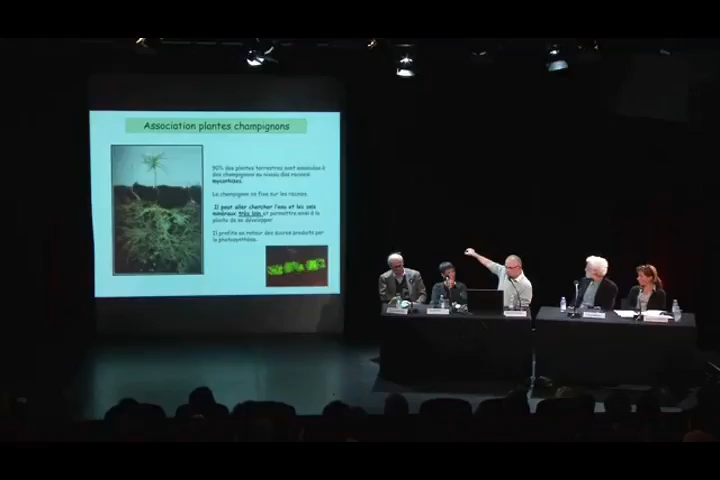 Association plantes champignons
90% des plantes terrestres sont associées à
des champignons au niveau des racines:
mycorhizes.
Le champignon se fixe sur les racines.
Il peut aller chercher l'eau et les sels
minéraux très loin et permettre ainsi à la
plante de se développer
Il profite en retour des sucres produits par
la photosynthèse.